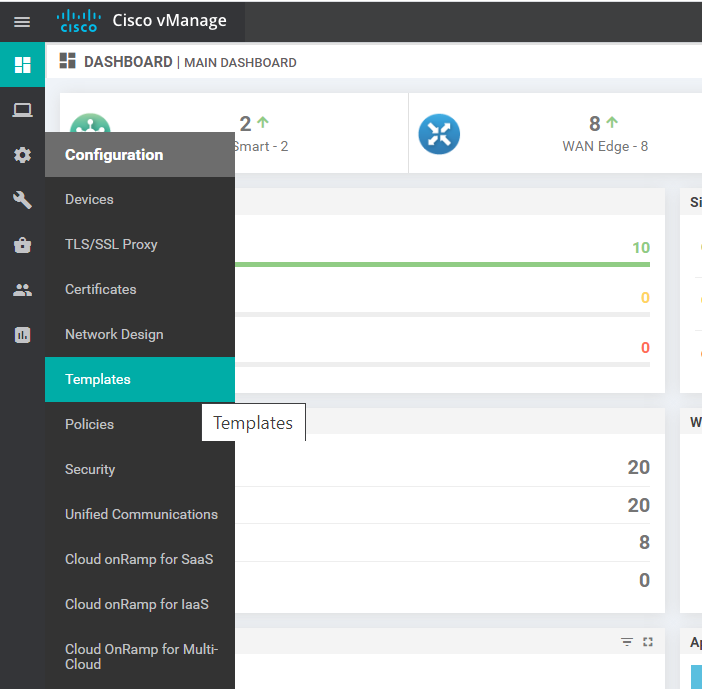 CISCO Cisco vManage
DASHBOARD | MAIN DASHBOARD
2
Smart - 2
8
WAN Edge - 8
Configuration
Devices
TLS/SSL Proxy
Certificates
Network Design
Templates
Templates
Policies
Security
Unified Communications
Cloud onRamp for SaaS
Cloud onRamp for IaaS
Cloud OnRamp for Multi-
Cloud
10
0
0
20
20
8
0
Si
W
Ap